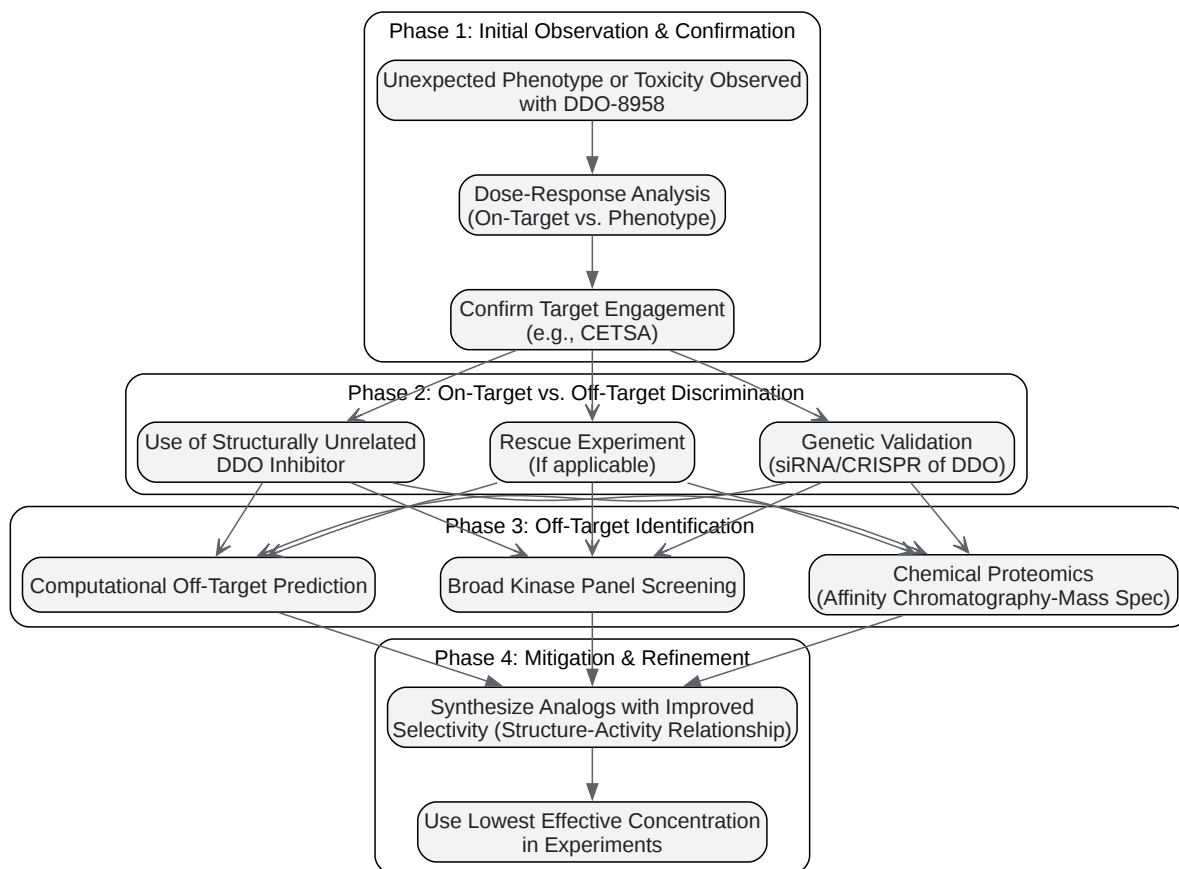 Phase 1: Initial Observation & Confirmation
Unexpected Phenotype or Toxicity Observed
with DDO-8958
Dose-Response Analysis
(On-Target vs. Phenotype)
Confirm Target Engagement
(e.g., CETSA)
Phase 2: On-Target vs. Off-Target Discrimination
Use of Structurally Unrelated
DDO Inhibitor
Rescue Experiment
(If applicable)
Genetic Validation
(siRNA/CRISPR of DDO)
Phase 3: Off-Target Identification
Computational Off-Target Prediction
Broad Kinase Panel Screening
Chemical Proteomics
(Affinity Chromatography-Mass Spec)
Phase 4: Mitigation & Refinement
Synthesize Analogs with Improved
Selectivity (Structure-Activity Relationship)
Use Lowest Effective Concentration
in Experiments